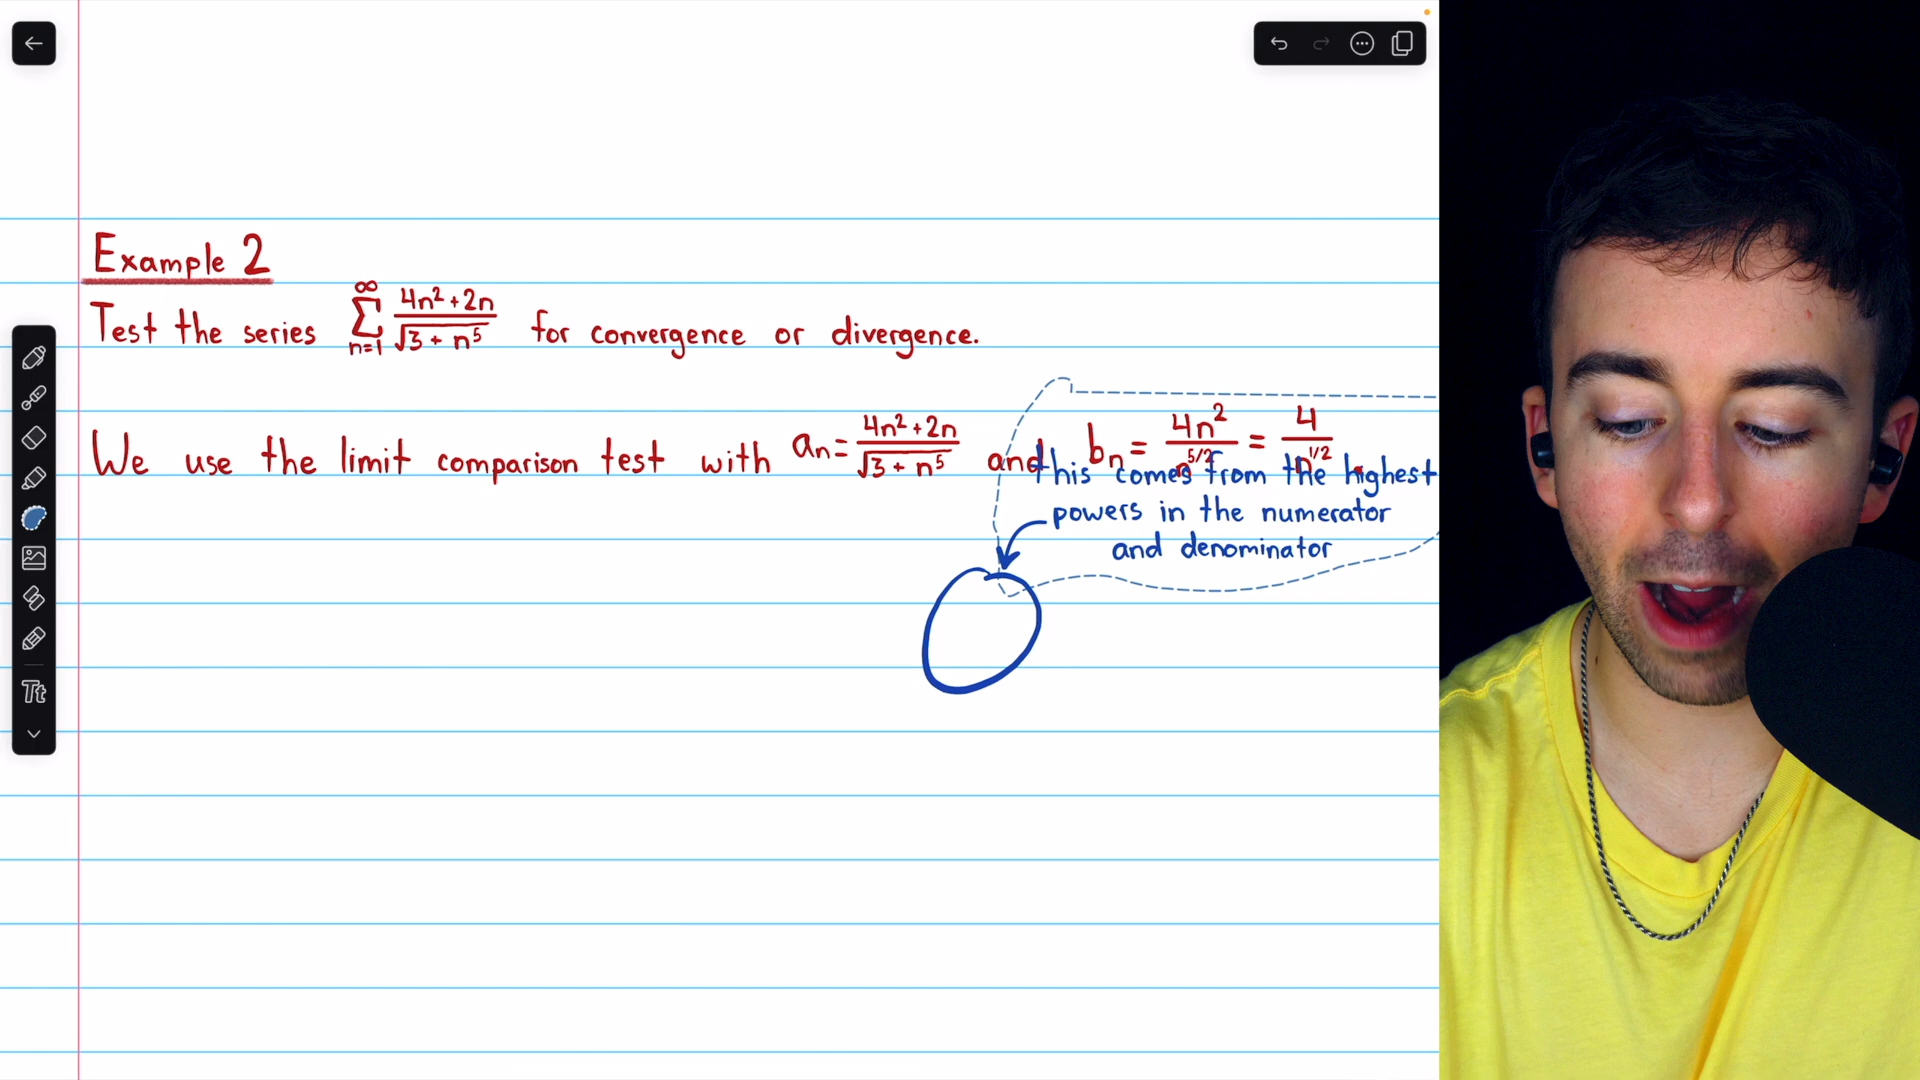 Example 2
Test the series ∞ Σ n=1 4n²+2n / √3 + n⁵ for convergence or divergence.
We use the limit comparison test with aₙ = 4n²+2n / √3 + n⁵ and bₙ = 4n² / n^5/2 = 4 / n^1/2 .
this comes from the highest
powers in the numerator
and denominator
Tt